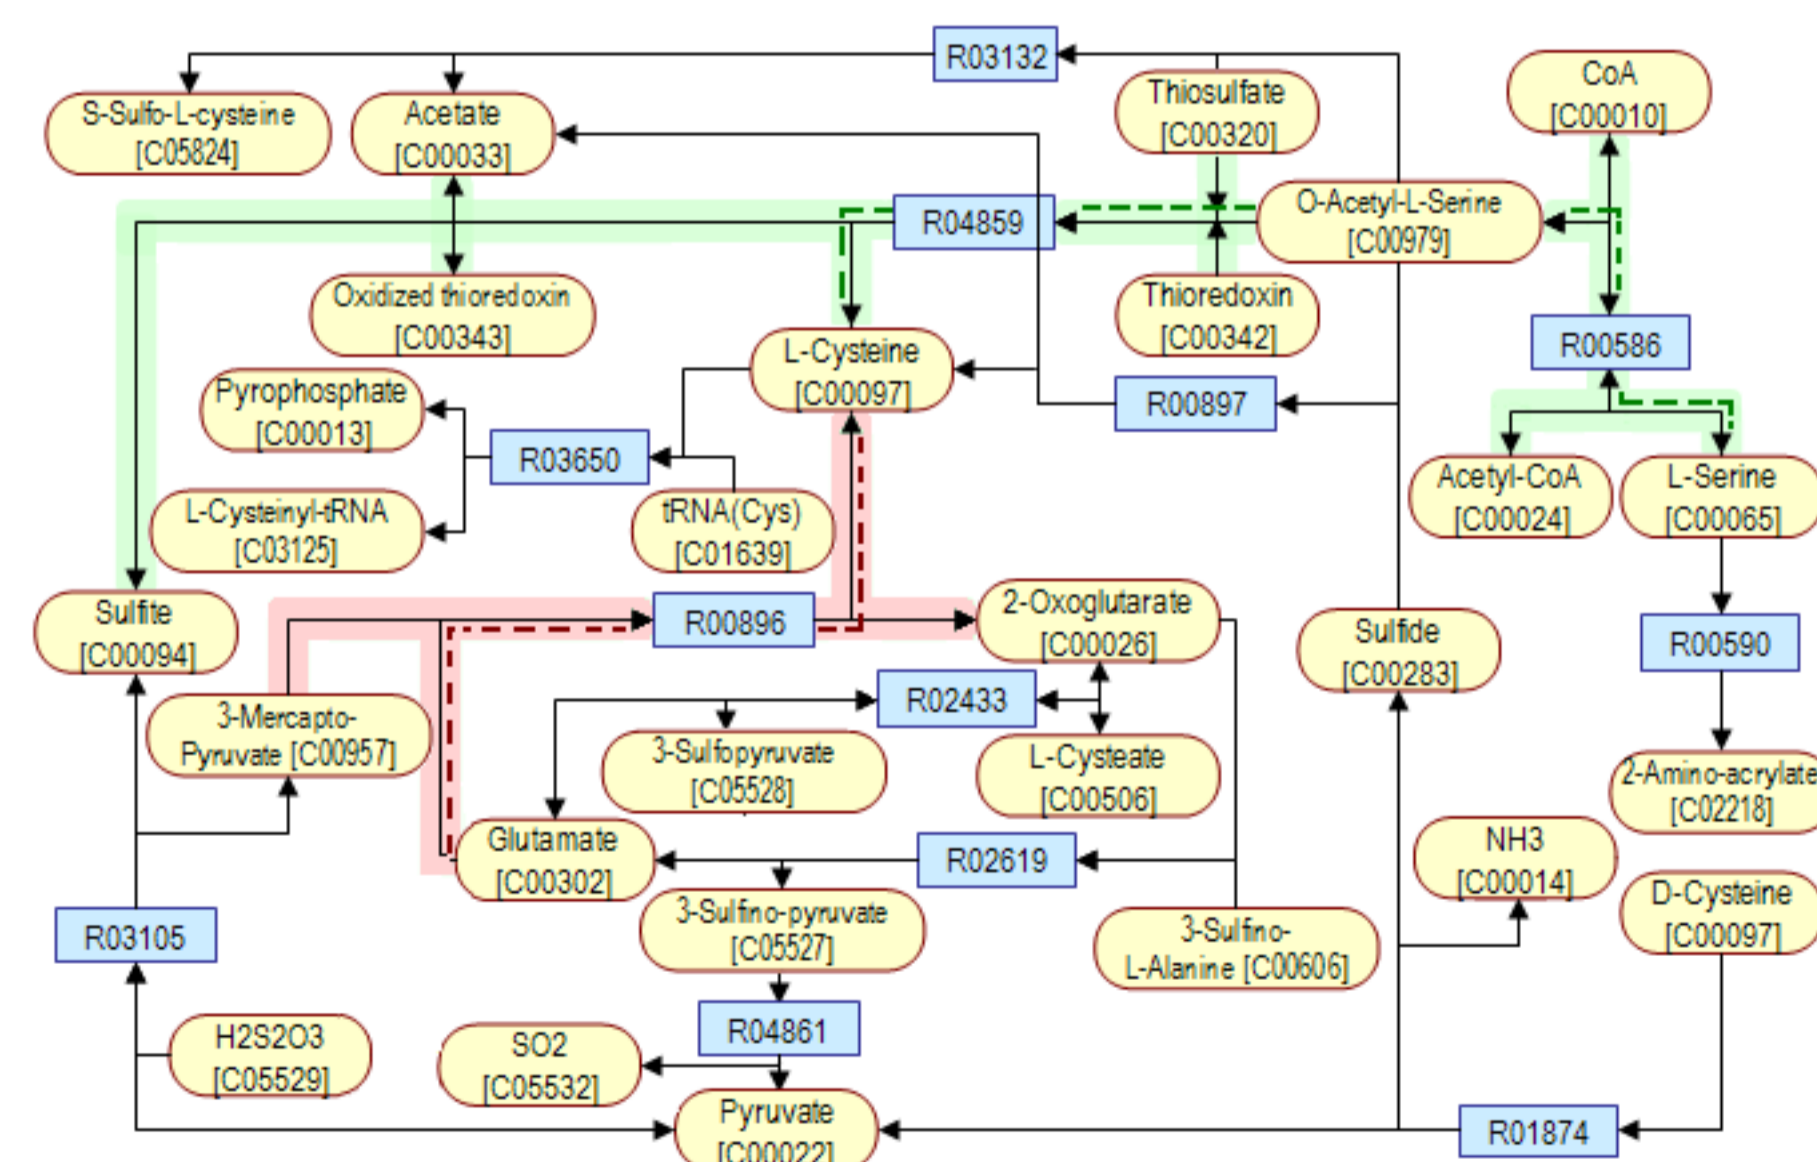 R03132
CoA
[C00010]
Thiosulfate
[C00320]
S-Sulfo-L-cysteine
[C05824]
Acetate
[C00033]
R04859
O-Acetyl-L-Serine
[C00979]
Oxidized thioredoxin
[C00343]
Thioredoxin
[C00342]
R00586
L-Cysteine
[C00097]
Pyrophosphate
[C00013]
R00897
R03650
Acetyl-CoA
[C00024]
L-Serine
[C00065]
L-Cysteinyl-tRNA
[C03125]
tRNA(Cys)
[C01639]
Sulfite
[C00094]
R00896
2-Oxoglutarate
[C00026]
Sulfide
[C00283]
R00590
R02433
3-Mercapto-
Pyruvate [C00957]
3-Sulfopyruvate
[C05528]
L-Cysteate
[C00506]
2-Amino-acrylate
[C02218]
Glutamate
[C00302]
R02619
NH3
[C00014]
D-Cysteine
[C00097]
R03105
3-Sulfino-pyruvate
[C05527]
3-Sulfino-
L-Alanine [C00606]
R04861
H2S2O3
[C05529]
SO2
[C05532]
Pyruvate
[C00022]
R01874